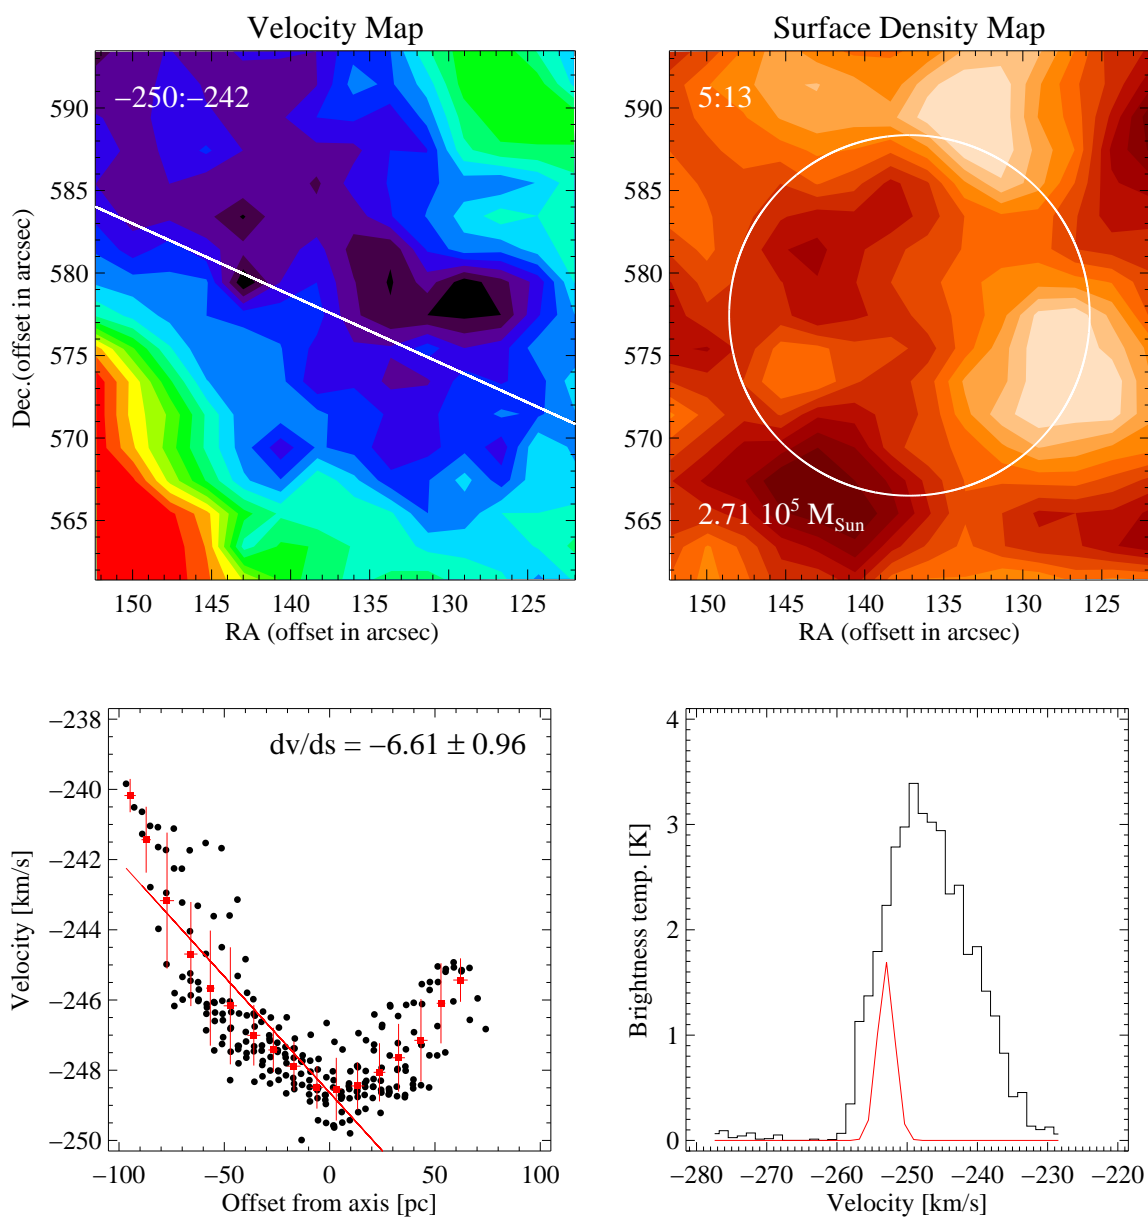 Velocity Map
Surface Density Map
−250:−242
5:13
590
585
580
575
570
565
Dec.(offset in arcsec)
590
585
580
575
570
565
2.71 10⁵ M_Sun
150 145 140 135 130 125
RA (offset in arcsec)
150 145 140 135 130 125
RA (offsett in arcsec)
−238
−240
−242
−244
−246
−248
−250
Velocity [km/s]
dv/ds = −6.61 ± 0.96
−100 −50 0 50 100
Offset from axis [pc]
4
3
2
1
0
Brightness temp. [K]
−280 −270 −260 −250 −240 −230 −220
Velocity [km/s]